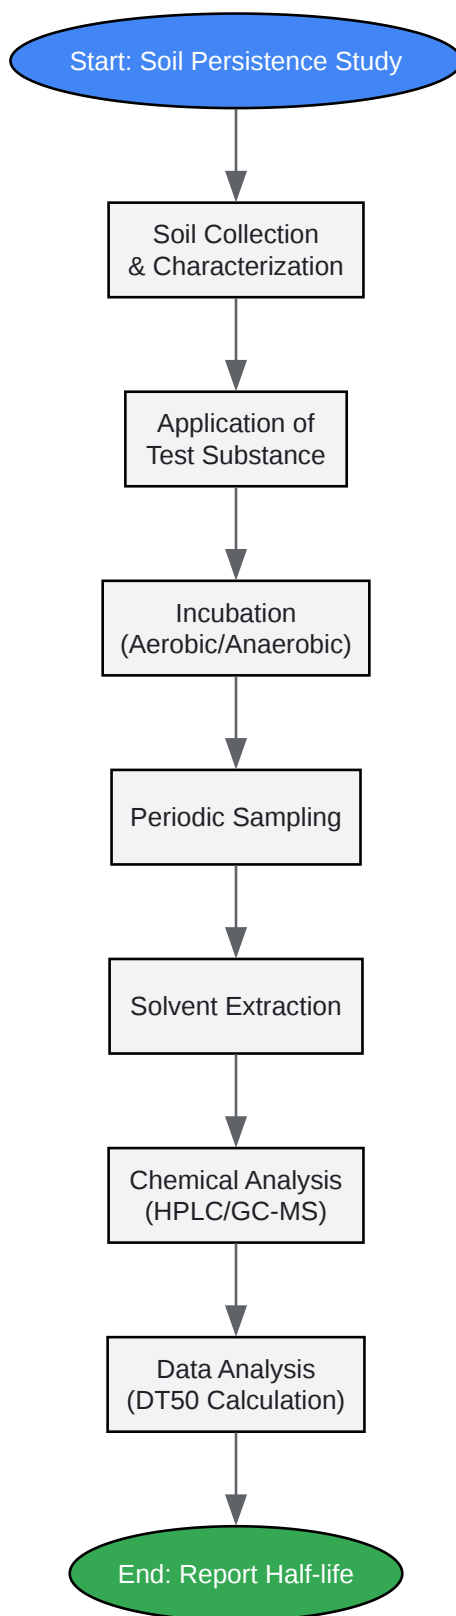 Start: Soil Persistence Study
Soil Collection
& Characterization
Application of
Test Substance
Incubation
(Aerobic/Anaerobic)
Periodic Sampling
Solvent Extraction
Chemical Analysis
(HPLC/GC-MS)
Data Analysis
(DT50 Calculation)
End: Report Half-life